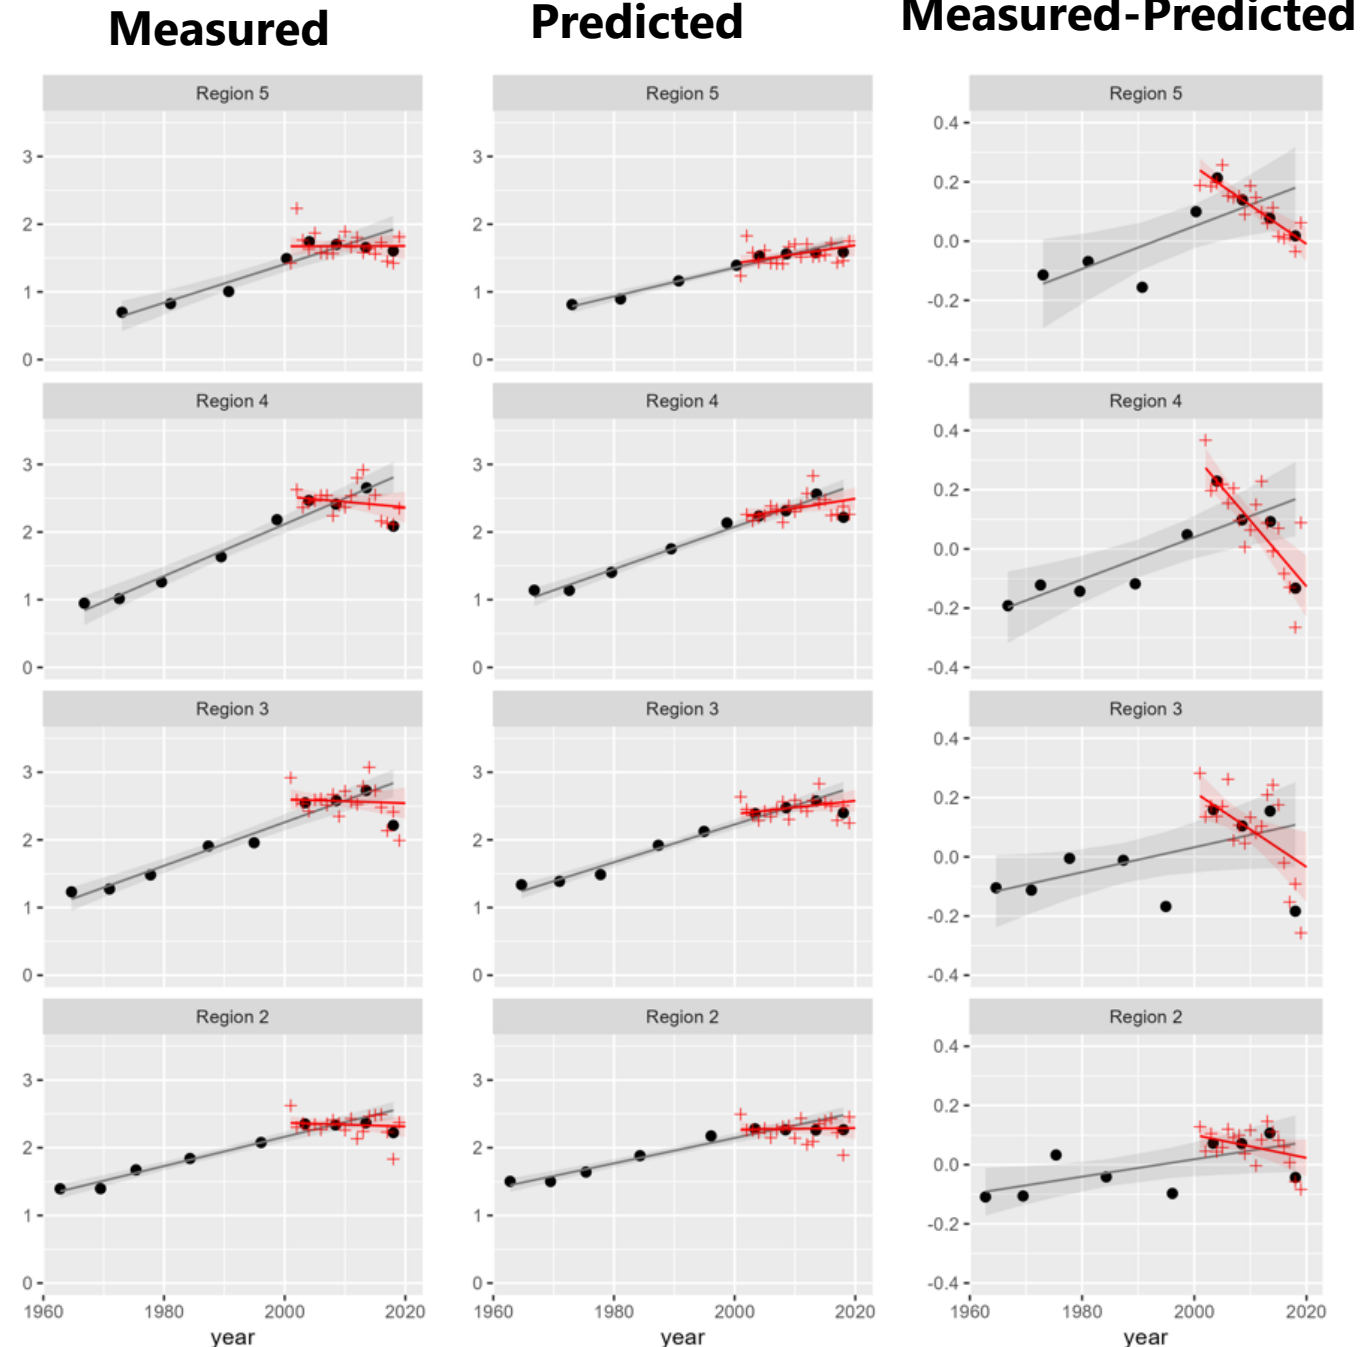 Measured Predicted Measured-Predicted
Region 5 Region 5 Region 5
3 3 0.4
2 2 0.2
1 1 0.0
0 0 -0.2
-0.4
Region 4 Region 4 Region 4
3 3 0.4
2 2 0.2
1 1 0.0
0 0 -0.2
-0.4
Region 3 Region 3 Region 3
3 3 0.4
2 2 0.2
1 1 0.0
0 0 -0.2
-0.4
Region 2 Region 2 Region 2
3 3 0.4
2 2 0.2
1 1 0.0
0 0 -0.2
-0.4
1960 1980 2000 2020 1960 1980 2000 2020 1960 1980 2000 2020
year year year